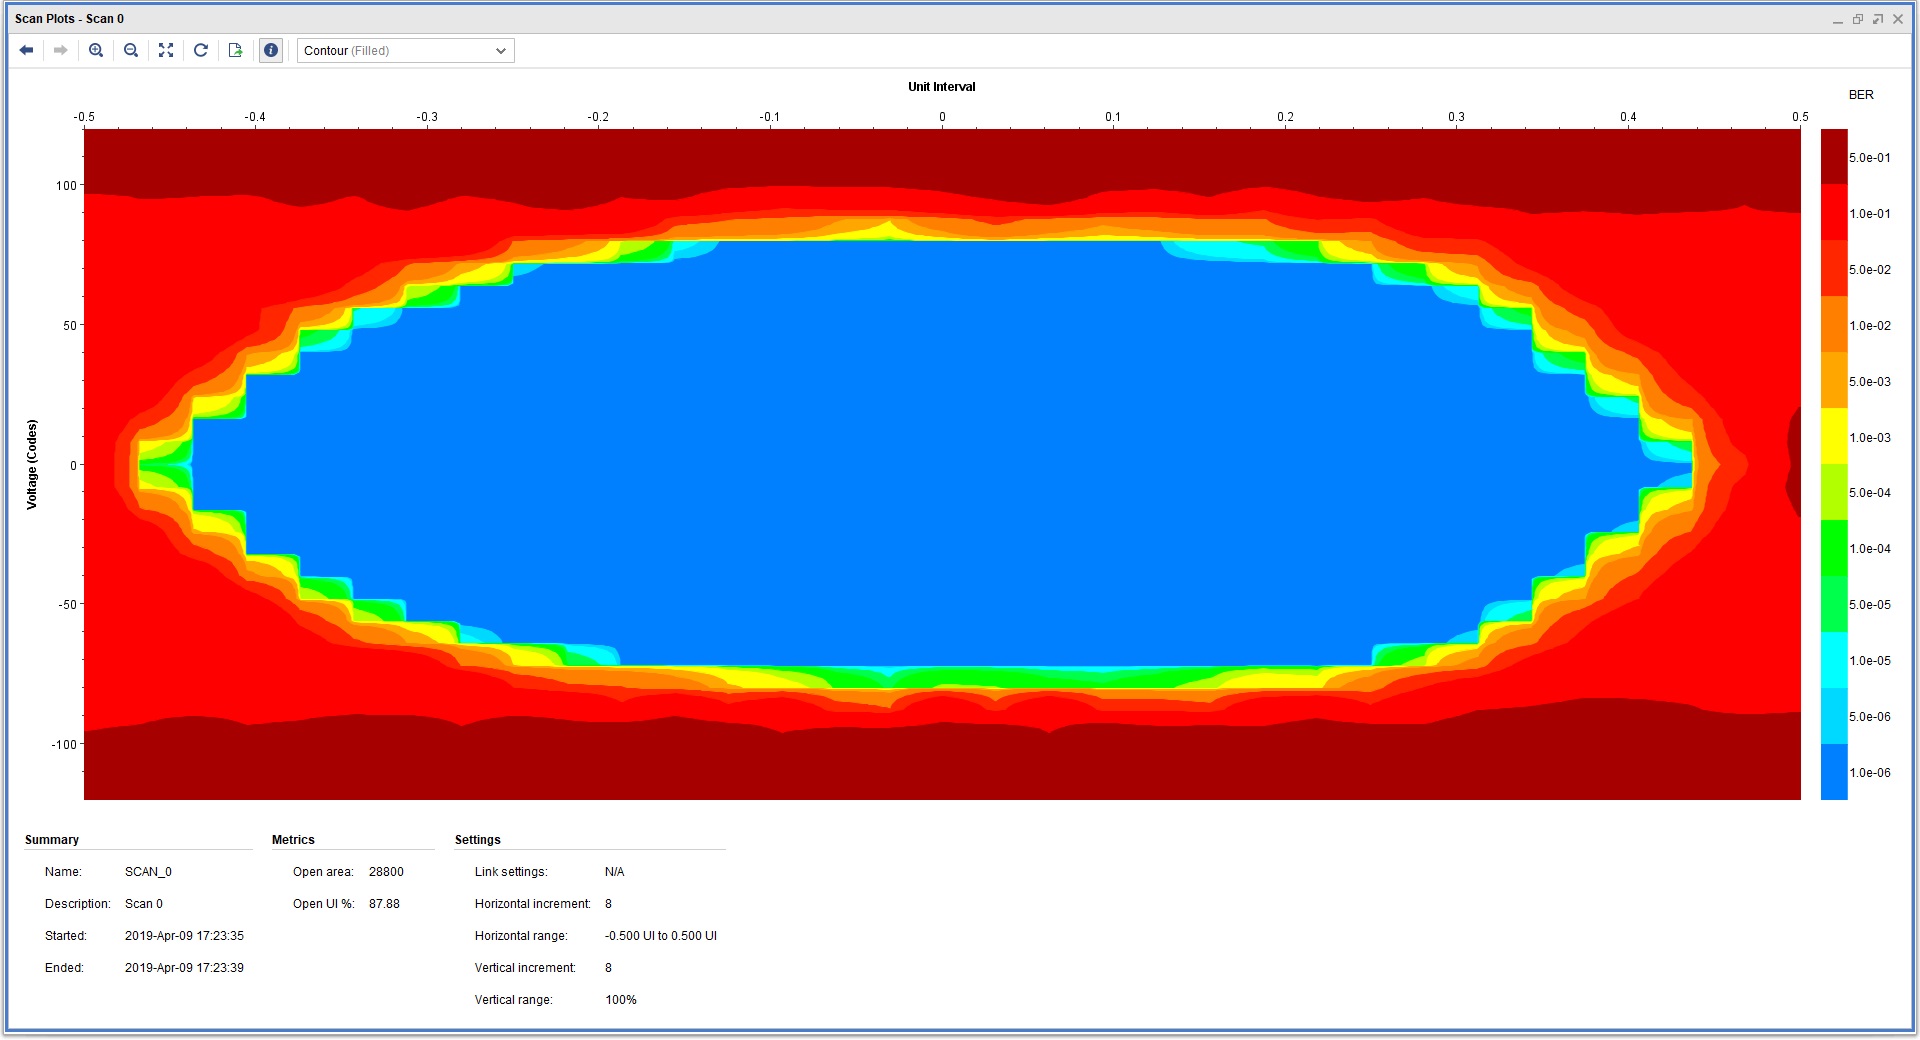 Scan Plots - Scan 0
Contour (Filled)
Unit Interval
BER
-0.5 -0.4 -0.3 -0.2 -0.1 0 0.1 0.2 0.3 0.4 0.5
100
50
0
-50
-100
Voltage (Codes)
5.0e-01
1.0e-01
5.0e-02
1.0e-02
5.0e-03
1.0e-03
5.0e-04
1.0e-04
5.0e-05
1.0e-05
5.0e-06
1.0e-06
Summary
Name: SCAN_0
Description: Scan 0
Started: 2019-Apr-09 17:23:35
Ended: 2019-Apr-09 17:23:39
Metrics
Open area: 28800
Open UI %: 87.88
Settings
Link settings: N/A
Horizontal increment: 8
Horizontal range: -0.500 UI to 0.500 UI
Vertical increment: 8
Vertical range: 100%